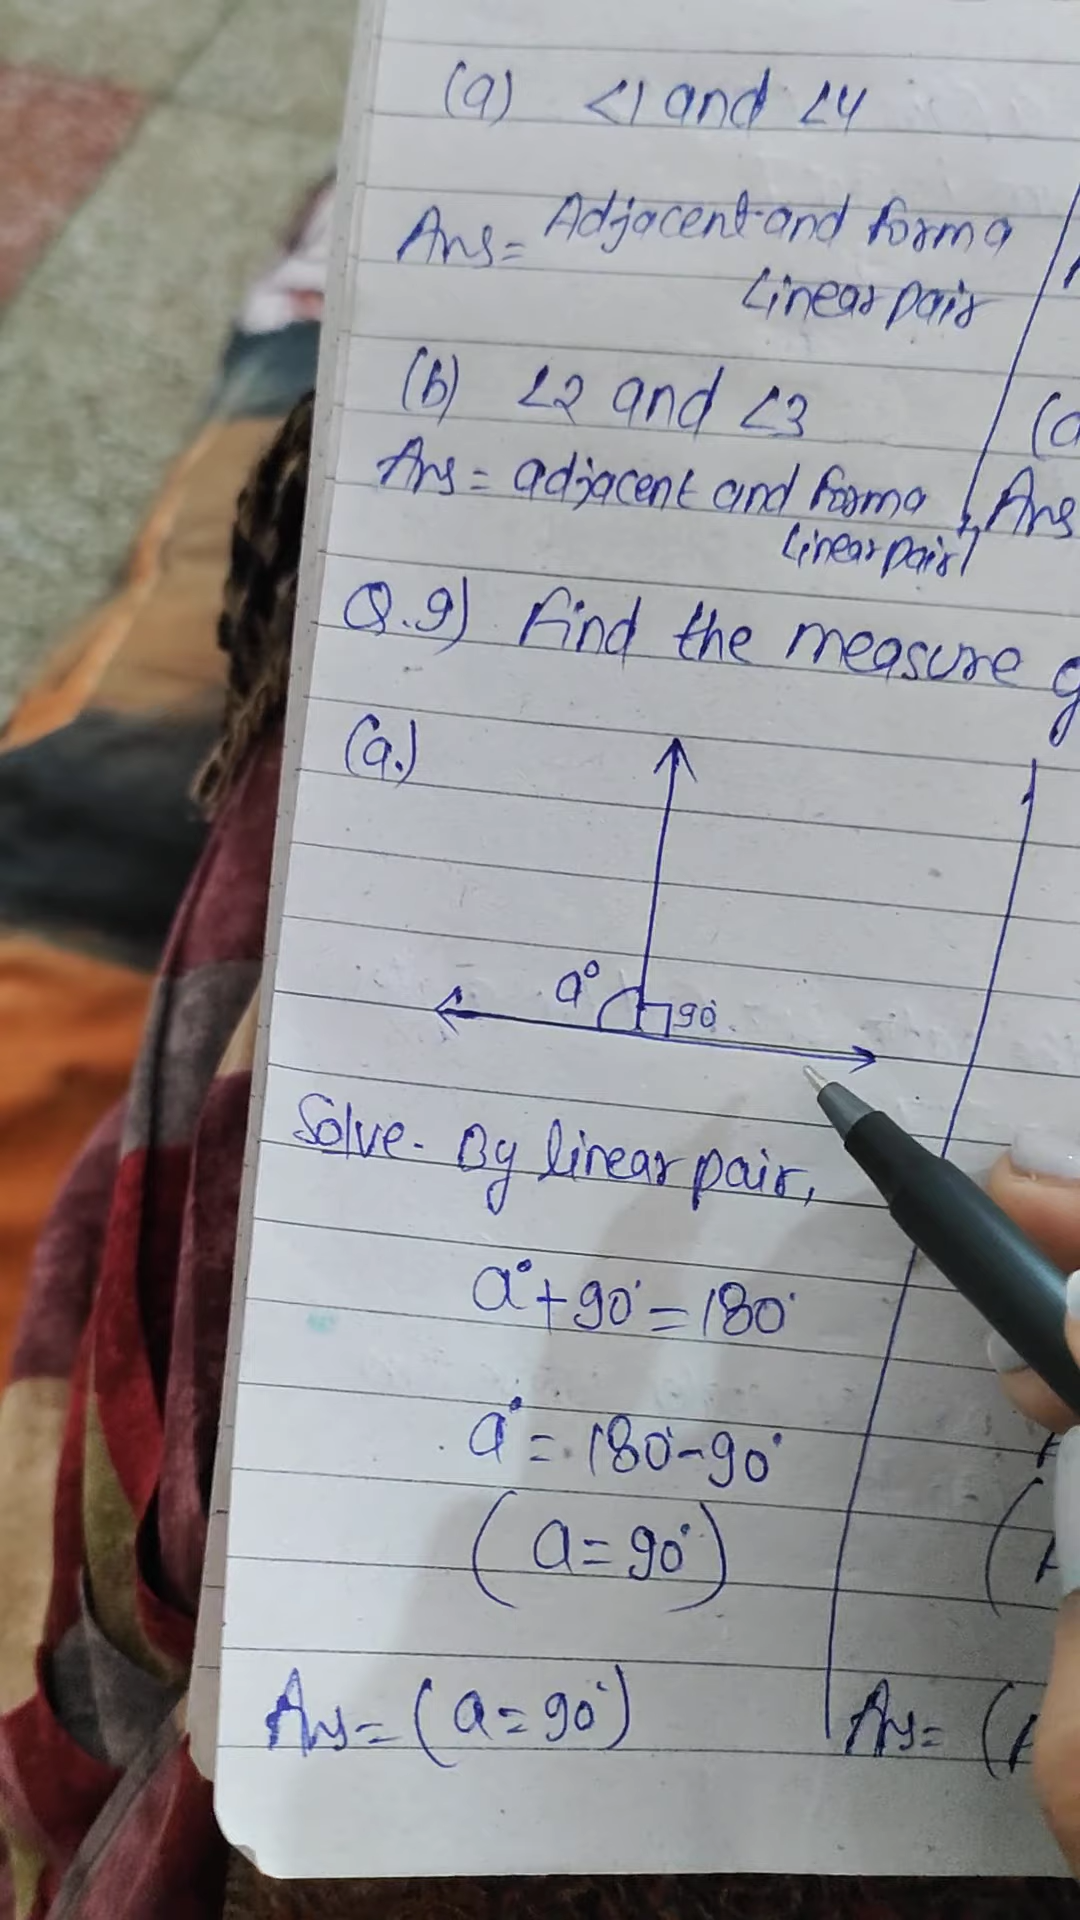 (a) <1 and <4
Ans= Adjacent and form a
Linear pair
(b) <2 and <3
Ans= adjacent and form a
Linear pair
(c
Ans
Q.9) Find the measure
(a.)
a° 90°
Solve- By linear pair,
a°+90°=180°
a°=180°-90°
(a=90°)
Ans=(a=90°)
Ans= (